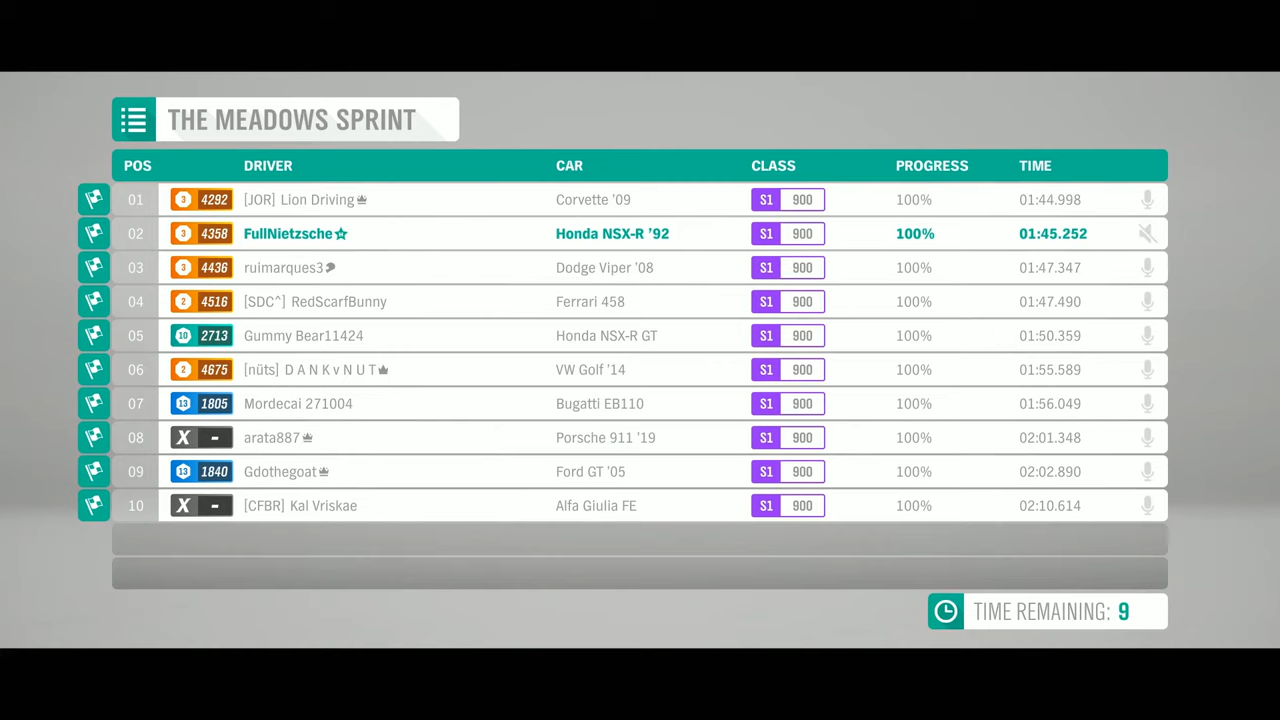 THE MEADOWS SPRINT
POS DRIVER CAR CLASS PROGRESS TIME
01 3 4292 [JOR] Lion Driving Corvette '09 S1 900 100% 01:44.998
02 3 4358 FullNietzsche Honda NSX-R '92 S1 900 100% 01:45.252
03 3 4436 ruimarques3 Dodge Viper '08 S1 900 100% 01:47.347
04 2 4516 [SDC^] RedScarfBunny Ferrari 458 S1 900 100% 01:47.490
05 10 2713 Gummy Bear11424 Honda NSX-R GT S1 900 100% 01:50.359
06 2 4675 [nüts] D A N K v N U T VW Golf '14 S1 900 100% 01:55.589
07 13 1805 Mordecai 271004 Bugatti EB110 S1 900 100% 01:56.049
08 X - arata887 Porsche 911 '19 S1 900 100% 02:01.348
09 13 1840 Gdothegoat Ford GT '05 S1 900 100% 02:02.890
10 X - [CFBR] Kal Vriskae Alfa Giulia FE S1 900 100% 02:10.614
TIME REMAINING: 9